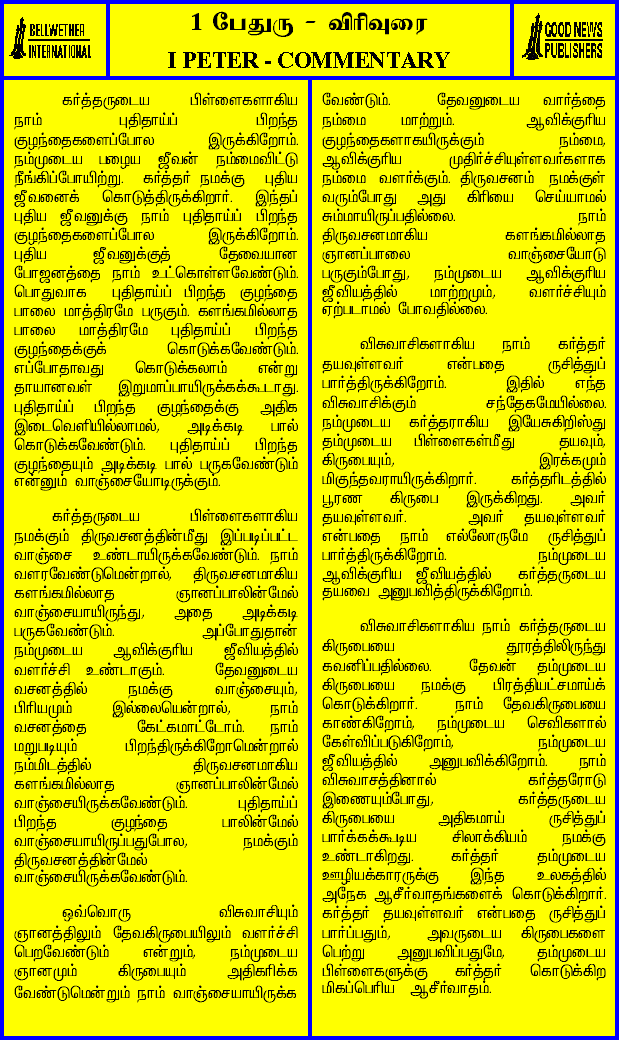 BELLWETHER
INTERNATIONAL
1 பேதுரு - விரிவுரை
I PETER - COMMENTARY
GOOD NEWS
PUBLISHERS
கர்த்தருடைய பிள்ளைகளாகிய
நாம் புதிதாய்ப் பிறந்த
குழந்தைகளைப்போல இருக்கிறோம்.
நம்முடைய பழைய ஜீவன் நம்மைவிட்டு
நீங்கிப்போயிற்று. கர்த்தர் நமக்கு புதிய
ஜீவனைக் கொடுத்திருக்கிறார். இந்தப்
புதிய ஜீவனுக்கு நாம் புதிதாய்ப் பிறந்த
குழந்தைகளைப்போல இருக்கிறோம்.
புதிய ஜீவனுக்குத் தேவையான
போஜனத்தை நாம் உட்கொள்ளவேண்டும்.
பொதுவாக புதிதாய்ப் பிறந்த குழந்தை
பாலை மாத்திரமே பருகும். களங்கமில்லாத
பாலை மாத்திரமே புதிதாய்ப் பிறந்த
குழந்தைக்குக் கொடுக்கவேண்டும்.
எப்போதாவது கொடுக்கலாம் என்று
தாயானவள் இறுமாப்பாயிருக்கக்கூடாது.
புதிதாய்ப் பிறந்த குழந்தைக்கு அதிக
இடைவெளியில்லாமல், அடிக்கடி பால்
கொடுக்கவேண்டும். புதிதாய்ப் பிறந்த
குழந்தையும் அடிக்கடி பால் பருகவேண்டும்
என்னும் வாஞ்சையோடிருக்கும்.
கர்த்தருடைய பிள்ளைகளாகிய
நமக்கும் திருவசனத்தின்மீது இப்படிப்பட்ட
வாஞ்சை உண்டாயிருக்கவேண்டும். நாம்
வளரவேண்டுமென்றால், திருவசனமாகிய
களங்கமில்லாத ஞானப்பாலின்மேல்
வாஞ்சையாயிருந்து, அதை அடிக்கடி
பருகவேண்டும். அப்போதுதான்
நம்முடைய ஆவிக்குரிய ஜீவியத்தில்
வளர்ச்சி உண்டாகும். தேவனுடைய
வசனத்தில் நமக்கு வாஞ்சையும்,
பிரியமும் இல்லையென்றால், நாம்
வசனத்தை கேட்கமாட்டோம். நாம்
மறுபடியும் பிறந்திருக்கிறோமென்றால்
நம்மிடத்தில் திருவசனமாகிய
களங்கமில்லாத ஞானப்பாலின்மேல்
வாஞ்சையிருக்கவேண்டும். புதிதாய்ப்
பிறந்த குழந்தை பாலின்மேல்
வாஞ்சையாயிருப்பதுபோல, நமக்கும்
திருவசனத்தின்மேல்
வாஞ்சையிருக்கவேண்டும்.
ஒவ்வொரு விசுவாசியும்
ஞானத்திலும் தேவகிருபையிலும் வளர்ச்சி
பெறவேண்டும் என்றும், நம்முடைய
ஞானமும் கிருபையும் அதிகரிக்க
வேண்டுமென்றும் நாம் வாஞ்சையாயிருக்க
வேண்டும். தேவனுடைய வார்த்தை
நம்மை மாற்றும். ஆவிக்குரிய
குழந்தைகளாகயிருக்கும் நம்மை,
ஆவிக்குரிய முதிர்ச்சியுள்ளவர்களாக
நம்மை வளர்க்கும். திருவசனம் நமக்குள்
வரும்போது அது கிரியை செய்யாமல்
சும்மாயிருப்பதில்லை. நாம்
திருவசனமாகிய களங்கமில்லாத
ஞானப்பாலை வாஞ்சையோடு
பருகும்போது, நம்முடைய ஆவிக்குரிய
ஜீவியத்தில் மாற்றமும், வளர்ச்சியும்
ஏற்படாமல் போவதில்லை.
விசுவாசிகளாகிய நாம் கர்த்தர்
தயவுள்ளவர் என்பதை ருசித்துப்
பார்த்திருக்கிறோம். இதில் எந்த
விசுவாசிக்கும் சந்தேகமேயில்லை.
நம்முடைய கர்த்தராகிய இயேசுகிறிஸ்து
தம்முடைய பிள்ளைகள்மீது தயவும்,
கிருபையும், இரக்கமும்
மிகுந்தவராயிருக்கிறார். கர்த்தரிடத்தில்
பூரண கிருபை இருக்கிறது. அவர்
தயவுள்ளவர். அவர் தயவுள்ளவர்
என்பதை நாம் எல்லோருமே ருசித்துப்
பார்த்திருக்கிறோம். நம்முடைய
ஆவிக்குரிய ஜீவியத்தில் கர்த்தருடைய
தயவை அனுபவித்திருக்கிறோம்.
விசுவாசிகளாகிய நாம் கர்த்தருடைய
கிருபையை தூரத்திலிருந்து
கவனிப்பதில்லை. தேவன் தம்முடைய
கிருபையை நமக்கு பிரத்தியட்சமாய்க்
கொடுக்கிறார். நாம் தேவகிருபையை
காண்கிறோம், நம்முடைய செவிகளால்
கேள்விப்படுகிறோம், நம்முடைய
ஜீவியத்தில் அனுபவிக்கிறோம். நாம்
விசுவாசத்தினால் கர்த்தரோடு
இணையும்போது, கர்த்தருடைய
கிருபையை அதிகமாய் ருசித்துப்
பார்க்கக்கூடிய சிலாக்கியம் நமக்கு
உண்டாகிறது. கர்த்தர் தம்முடைய
ஊழியக்காரருக்கு இந்த உலகத்தில்
அநேக ஆசீர்வாதங்களைக் கொடுக்கிறார்.
கர்த்தர் தயவுள்ளவர் என்பதை ருசித்துப்
பார்ப்பதும், அவருடைய கிருபைகளை
பெற்று அனுபவிப்பதுமே, தம்முடைய
பிள்ளைகளுக்கு கர்த்தர் கொடுக்கிற
மிகப்பெரிய ஆசீர்வாதம்.